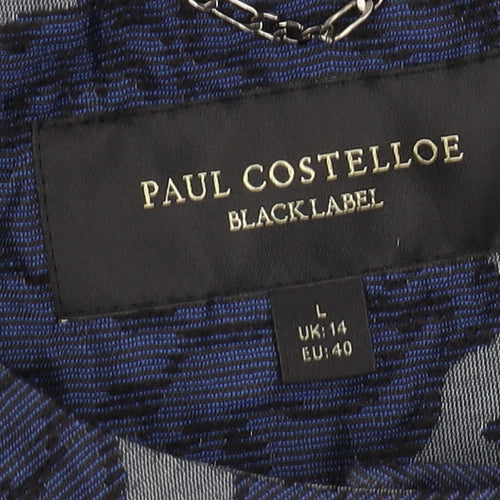 PAUL COSTELLOE
BLACK LABEL
L
UK: 14
EU: 40